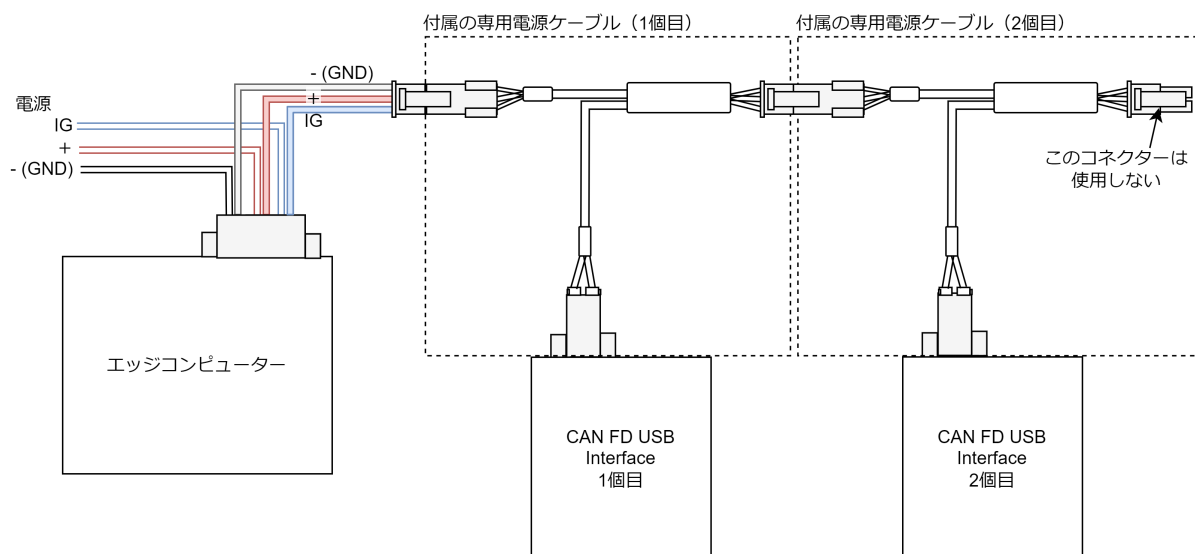 付属の専用電源ケーブル（1個目）
付属の専用電源ケーブル（2個目）
- (GND)
+
IG
電源
IG
+
- (GND)
このコネクターは
使用しない
エッジコンピューター
CAN FD USB
Interface
1個目
CAN FD USB
Interface
2個目